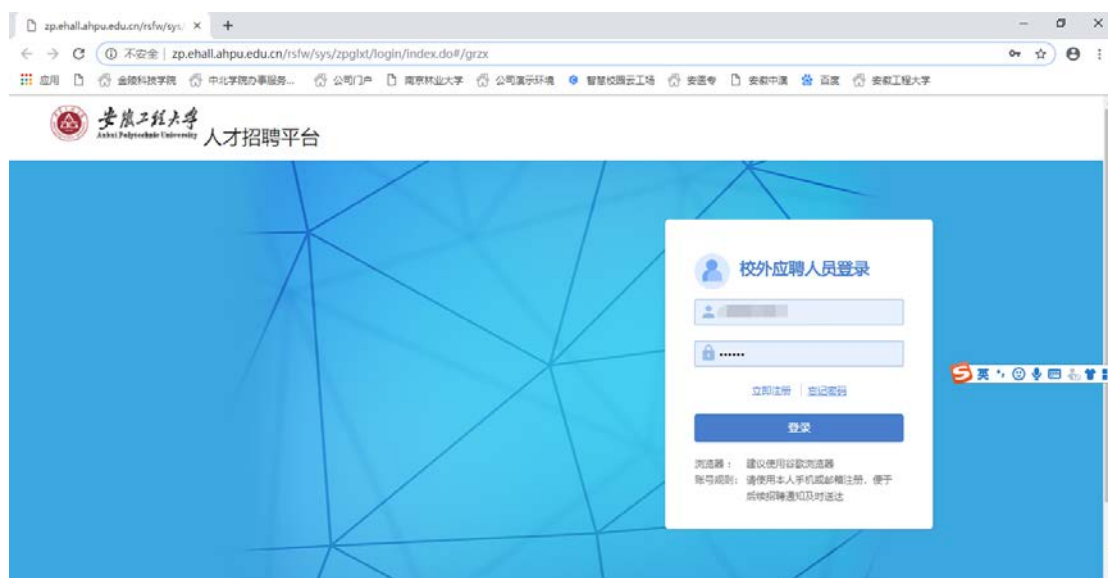 zp.ehall.ahpu.edu.cn/rsfw/sys/
不安全 | zp.ehall.ahpu.edu.cn/rsfw/sys/zpglxt/login/index.do#/grzx
应用 金陵科技学院 中北学院办事服务... 公司门户 南京林业大学 公司演示环境 智慧校园云工场 安医专 安徽中澳 百度 安徽工程大学
安徽工程大学
Anhui Polytechnic University
人才招聘平台
校外应聘人员登录
立即注册 忘记密码
登录
浏览器： 建议使用谷歌浏览器
账号规则： 请使用本人手机或邮箱注册，便于
后续招聘通知及时送达
英